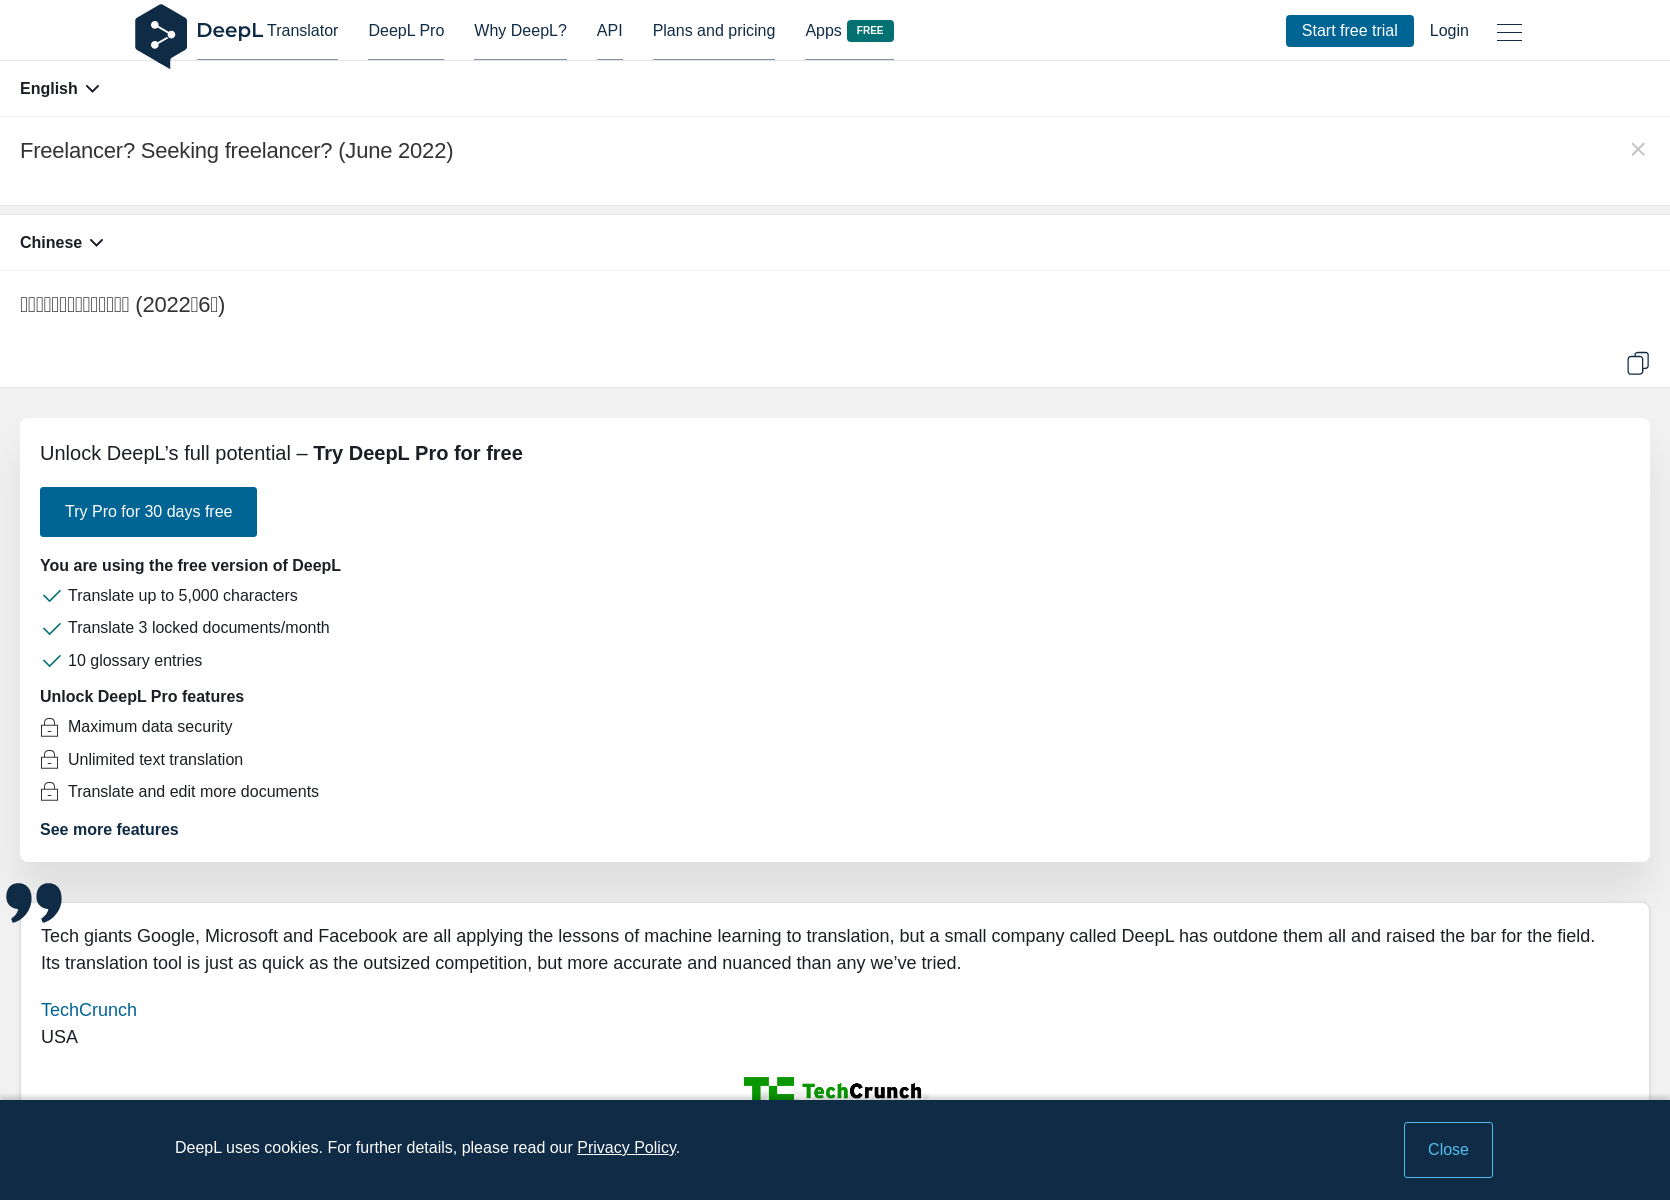 DeepL Translator DeepL Pro Why DeepL? API Plans and pricing Apps FREE Start free trial Login
English
Freelancer? Seeking freelancer? (June 2022)
Chinese
(2022 6 )
Unlock DeepL’s full potential – Try DeepL Pro for free
Try Pro for 30 days free
You are using the free version of DeepL
Translate up to 5,000 characters
Translate 3 locked documents/month
10 glossary entries
Unlock DeepL Pro features
Maximum data security
Unlimited text translation
Translate and edit more documents
See more features
Tech giants Google, Microsoft and Facebook are all applying the lessons of machine learning to translation, but a small company called DeepL has outdone them all and raised the bar for the field.
Its translation tool is just as quick as the outsized competition, but more accurate and nuanced than any we’ve tried.
TechCrunch
USA
TechCrunch
DeepL uses cookies. For further details, please read our Privacy Policy.
Close